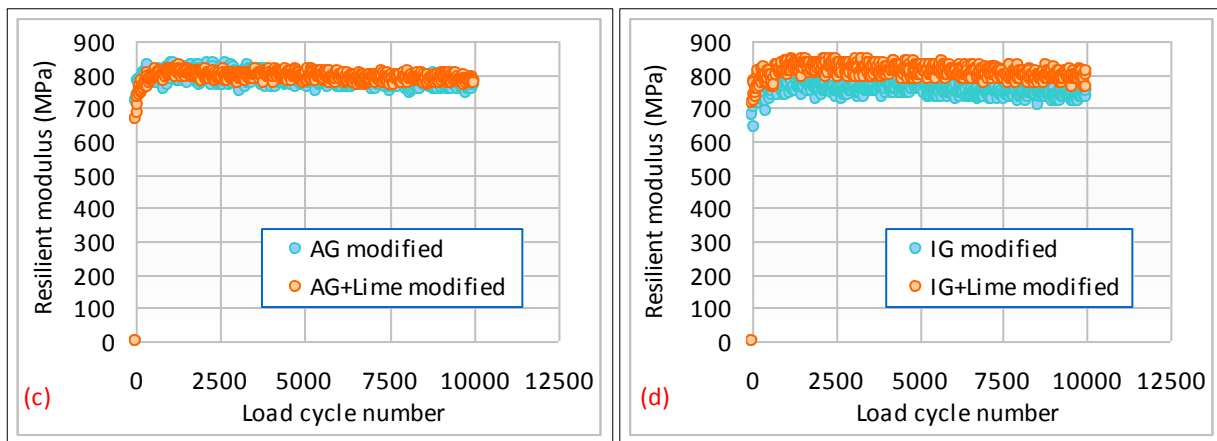 900
800
700
600
500
400
300
200
100
0
Resilient modulus (MPa)
AG modified
AG+Lime modified
0 2500 5000 7500 10000 12500
Load cycle number
(c)
900
800
700
600
500
400
300
200
100
0
Resilient modulus (MPa)
IG modified
IG+Lime modified
0 2500 5000 7500 10000 12500
Load cycle number
(d)